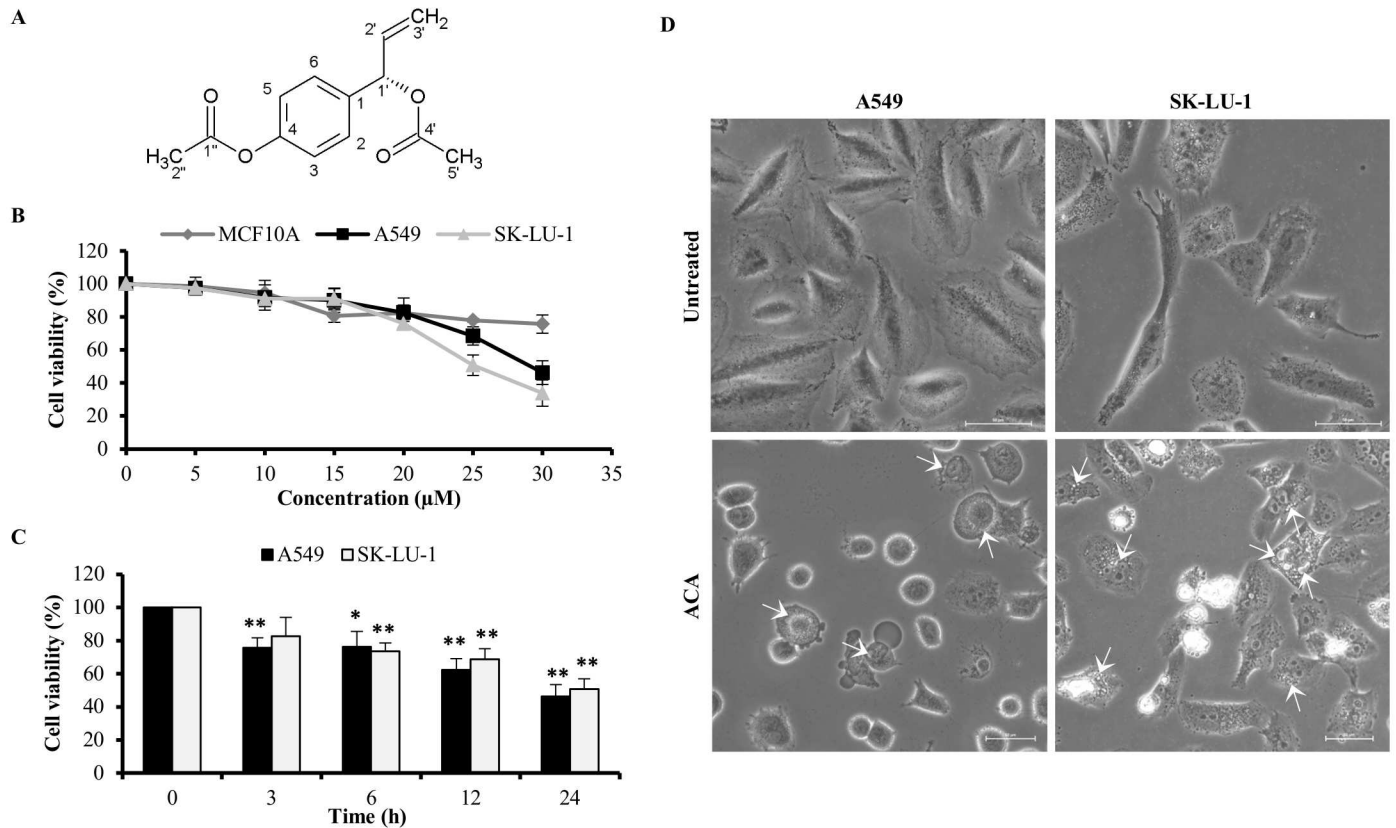 A
CH2
3'
2'
6
5
1'
O
1
O
4
2
4'
1"
H3C
O
3
O
CH3
2"
5'
B
MCF10A A549 SK-LU-1
Cell viability (%)
120
100
80
60
40
20
0
0 5 10 15 20 25 30 35
Concentration (µM)
C
A549 SK-LU-1
Cell viability (%)
120
100
80
60
40
20
0
** * ** ** ** ** **
0 3 6 12 24
Time (h)
D
A549 SK-LU-1
Untreated
ACA